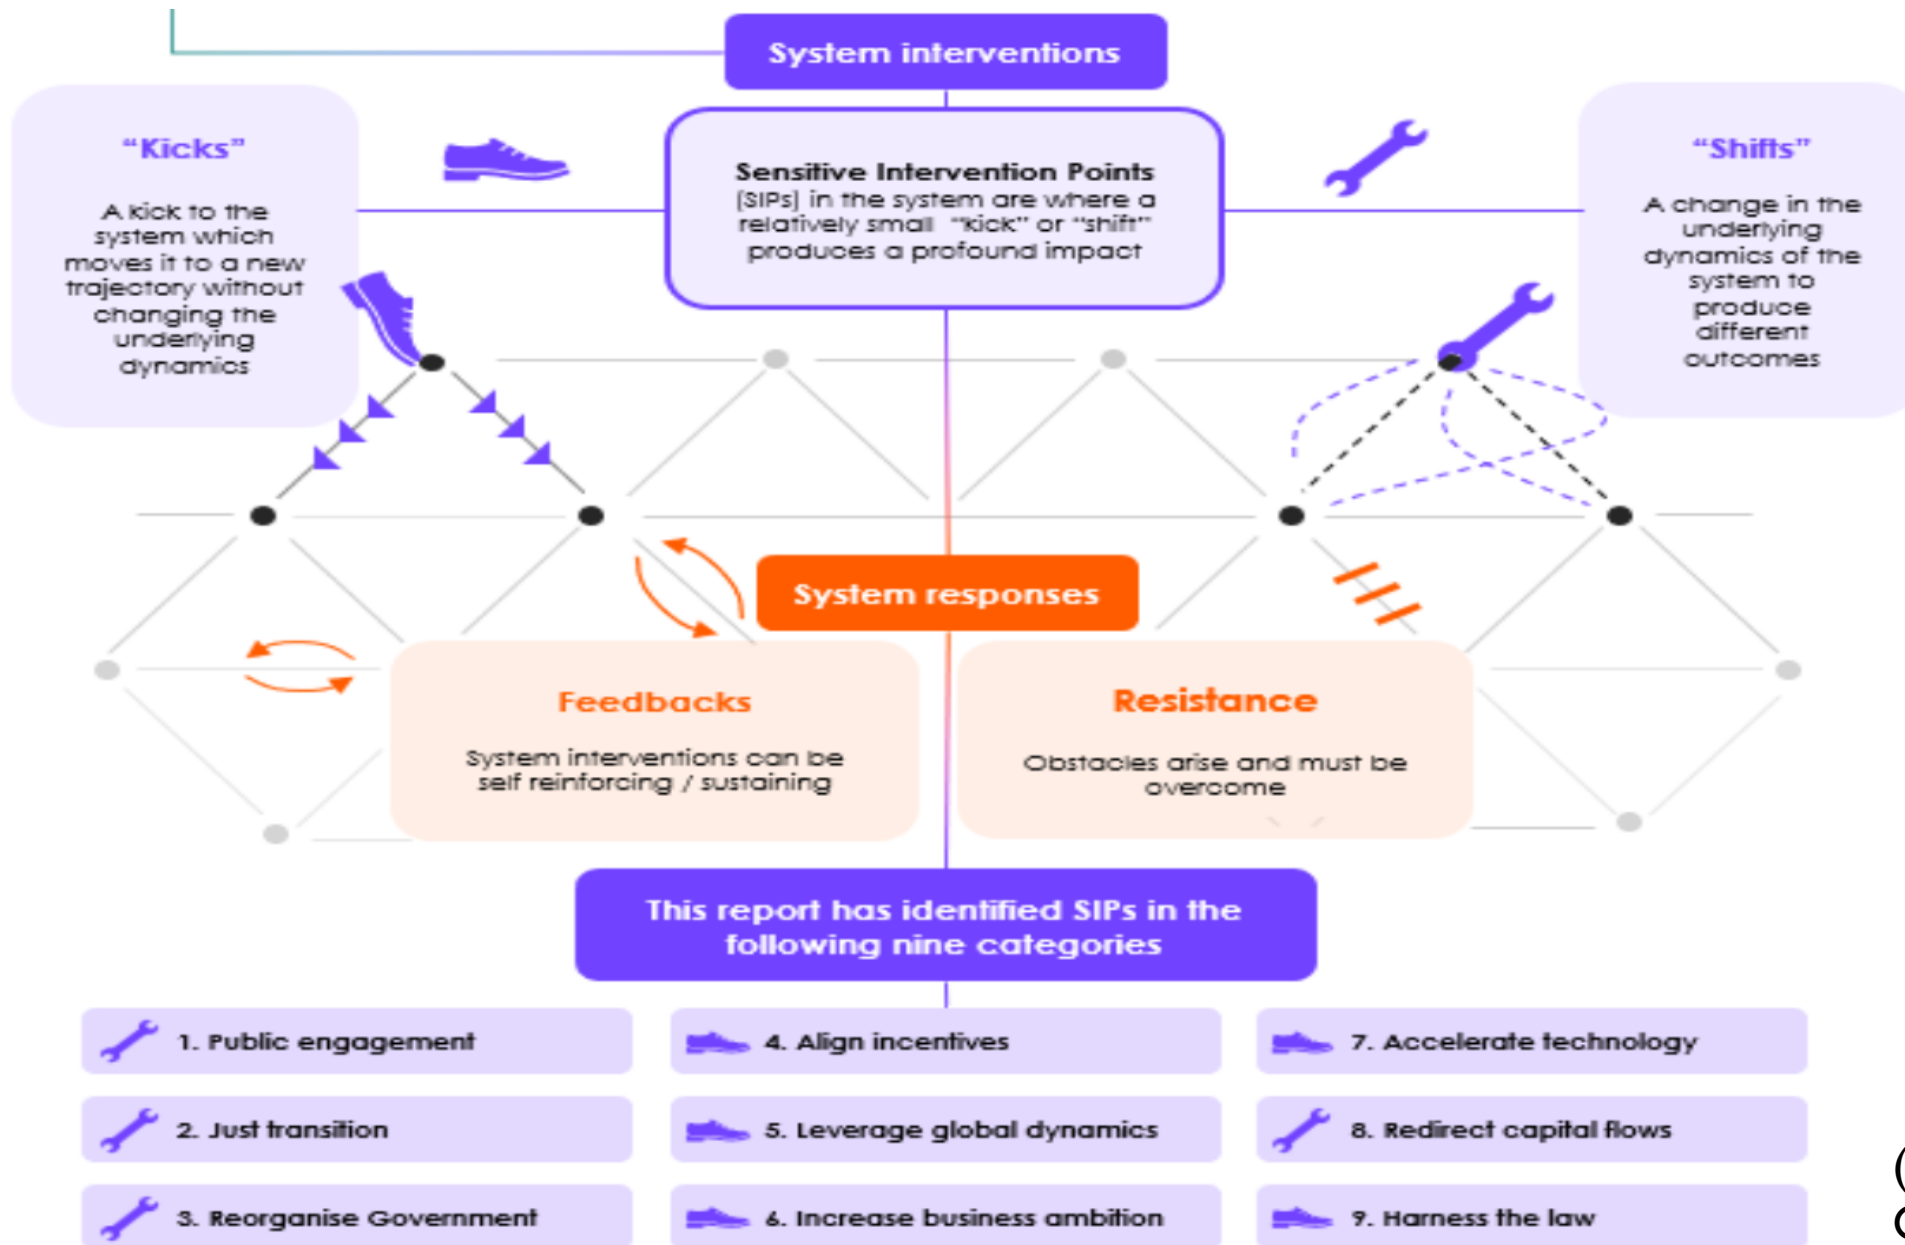 System interventions
“Kicks”
A kick to the
system which
moves it to a new
trajectory without
changing the
underlying
dynamics
Sensitive Intervention Points
(SIPs) in the system are where a
relatively small “kick” or “shift”
produces a profound impact
“Shifts”
A change in the
underlying
dynamics of the
system to
produce
different
outcomes
System responses
Feedbacks
System interventions can be
self reinforcing / sustaining
Resistance
Obstacles arise and must be
overcome
This report has identified SIPs in the
following nine categories
1. Public engagement
2. Just transition
3. Reorganise Government
4. Align incentives
5. Leverage global dynamics
6. Increase business ambition
7. Accelerate technology
8. Redirect capital flows
9. Harness the law